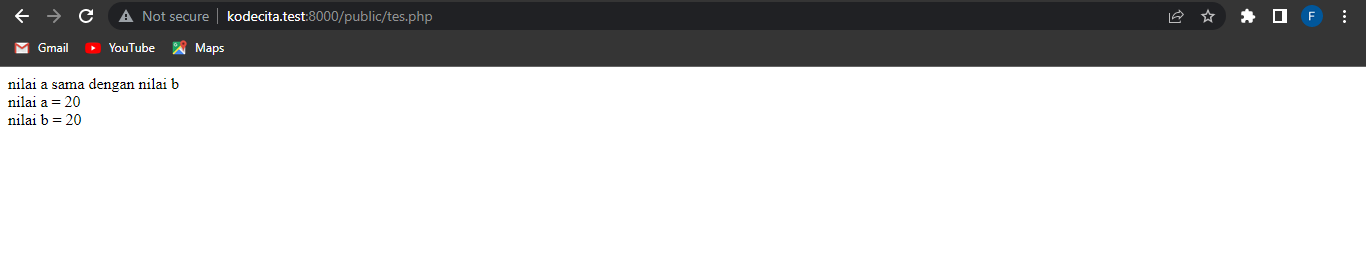 Not secure kodecita.test:8000/public/tes.php F
Gmail YouTube Maps
nilai a sama dengan nilai b
nilai a = 20
nilai b = 20